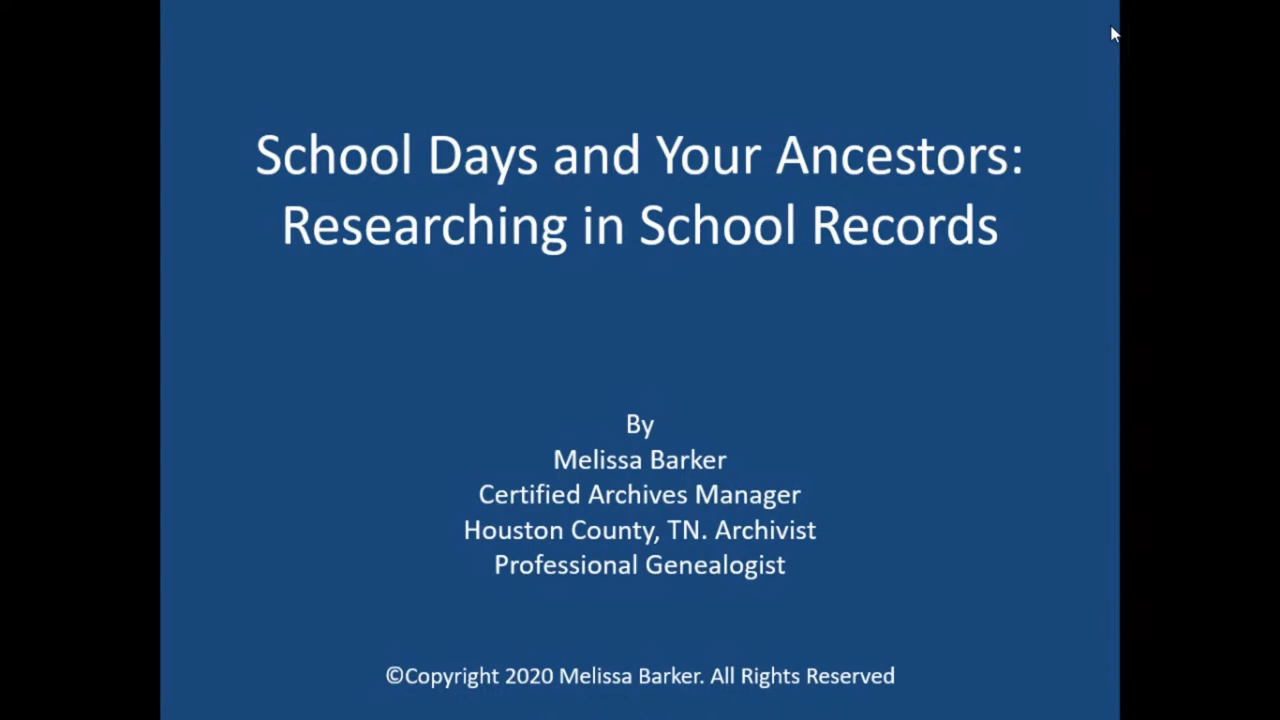 School Days and Your Ancestors:
Researching in School Records
By
Melissa Barker
Certified Archives Manager
Houston County, TN. Archivist
Professional Genealogist
©Copyright 2020 Melissa Barker. All Rights Reserved